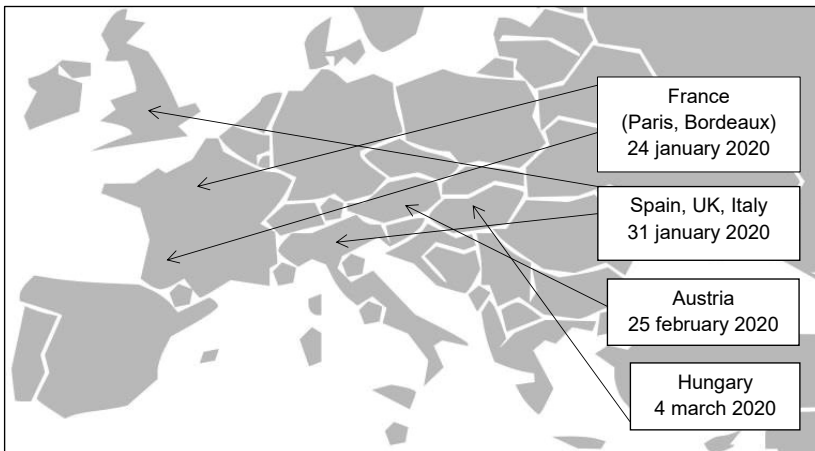 France
(Paris, Bordeaux)
24 january 2020
Spain, UK, Italy
31 january 2020
Austria
25 february 2020
Hungary
4 march 2020